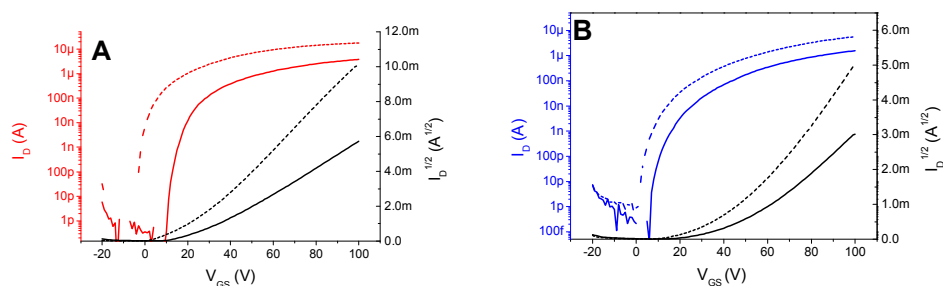 A
I_D (A)
10µ
1µ
100n
10n
1n
100p
10p
1p
-20 0 20 40 60 80 100
V_GS (V)
12.0m
10.0m
8.0m
6.0m
4.0m
2.0m
0.0
I_D^1/2 (A^1/2)
B
I_D (A)
10µ
1µ
100n
10n
1n
100p
10p
1p
100f
-20 0 20 40 60 80 100
V_GS (V)
6.0m
5.0m
4.0m
3.0m
2.0m
1.0m
0.0
I_D^1/2 (A^1/2)